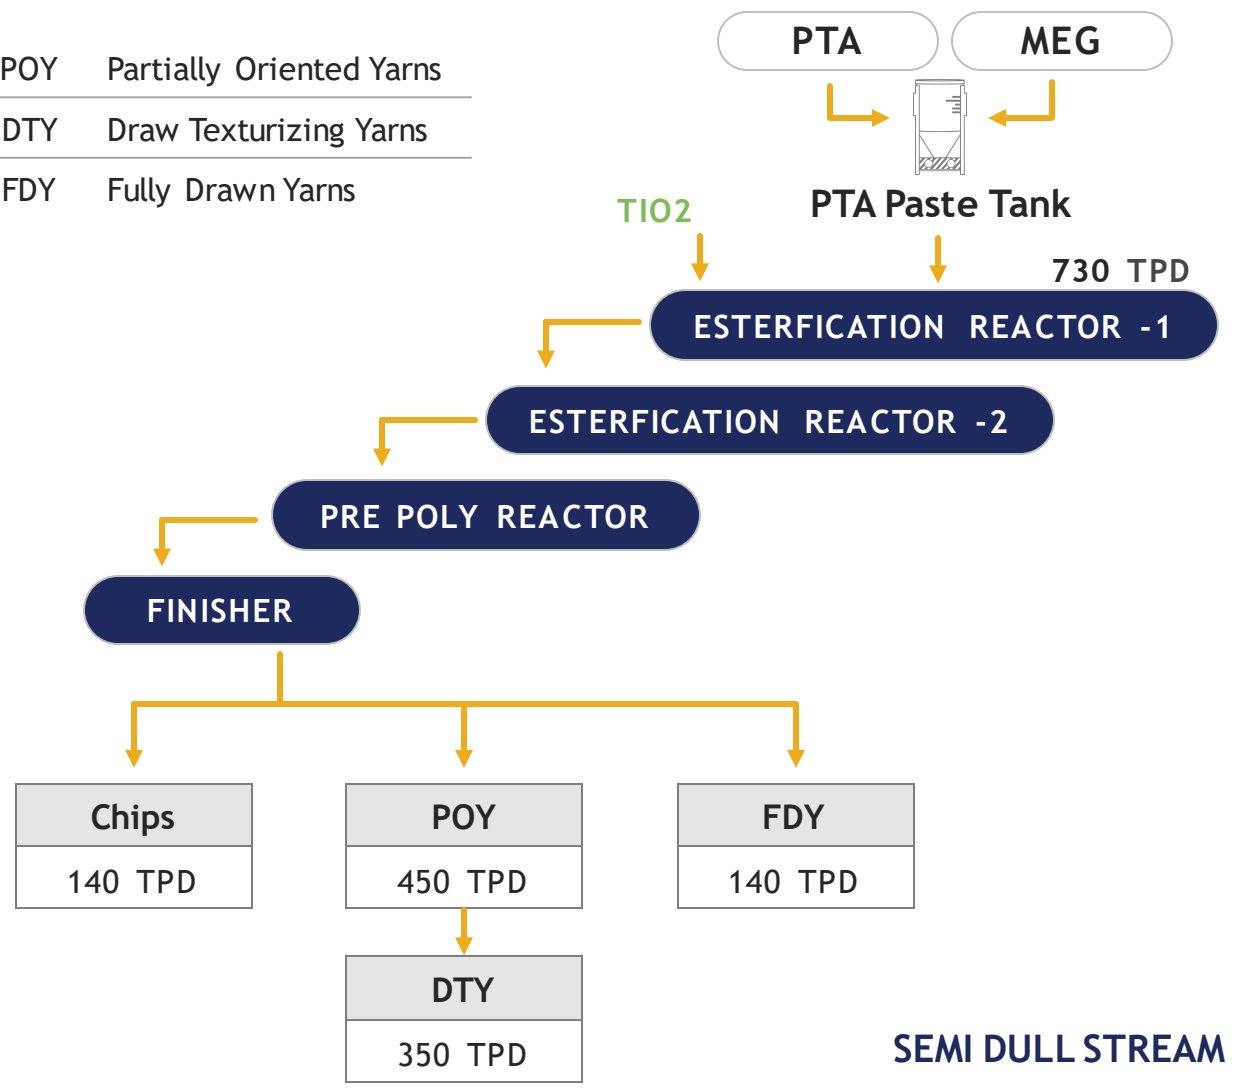 PTA
MEG
POY Partially Oriented Yarns
DTY Draw Texturizing Yarns
FDY Fully Drawn Yarns
TIO2
PTA Paste Tank
730 TPD
ESTERFICATION REACTOR -1
ESTERFICATION REACTOR -2
PRE POLY REACTOR
FINISHER
Chips
140 TPD
POY
450 TPD
FDY
140 TPD
DTY
350 TPD
SEMI DULL STREAM